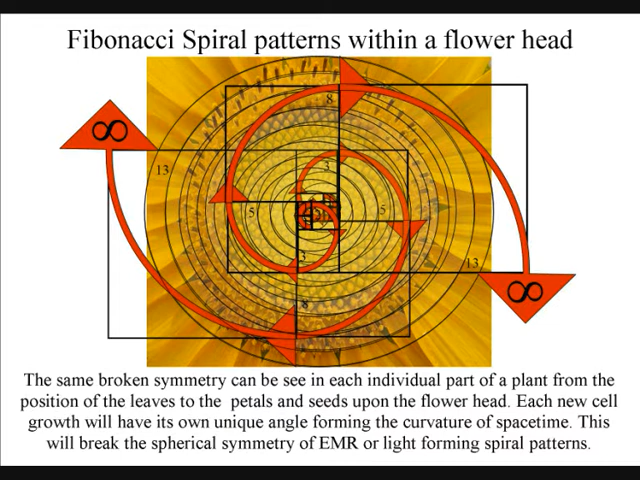 Fibonacci Spiral patterns within a flower head
8
∞
13
3
5
5
3
13
∞
8
The same broken symmetry can be see in each individual part of a plant from the
position of the leaves to the petals and seeds upon the flower head. Each new cell
growth will have its own unique angle forming the curvature of spacetime. This
will break the spherical symmetry of EMR or light forming spiral patterns.